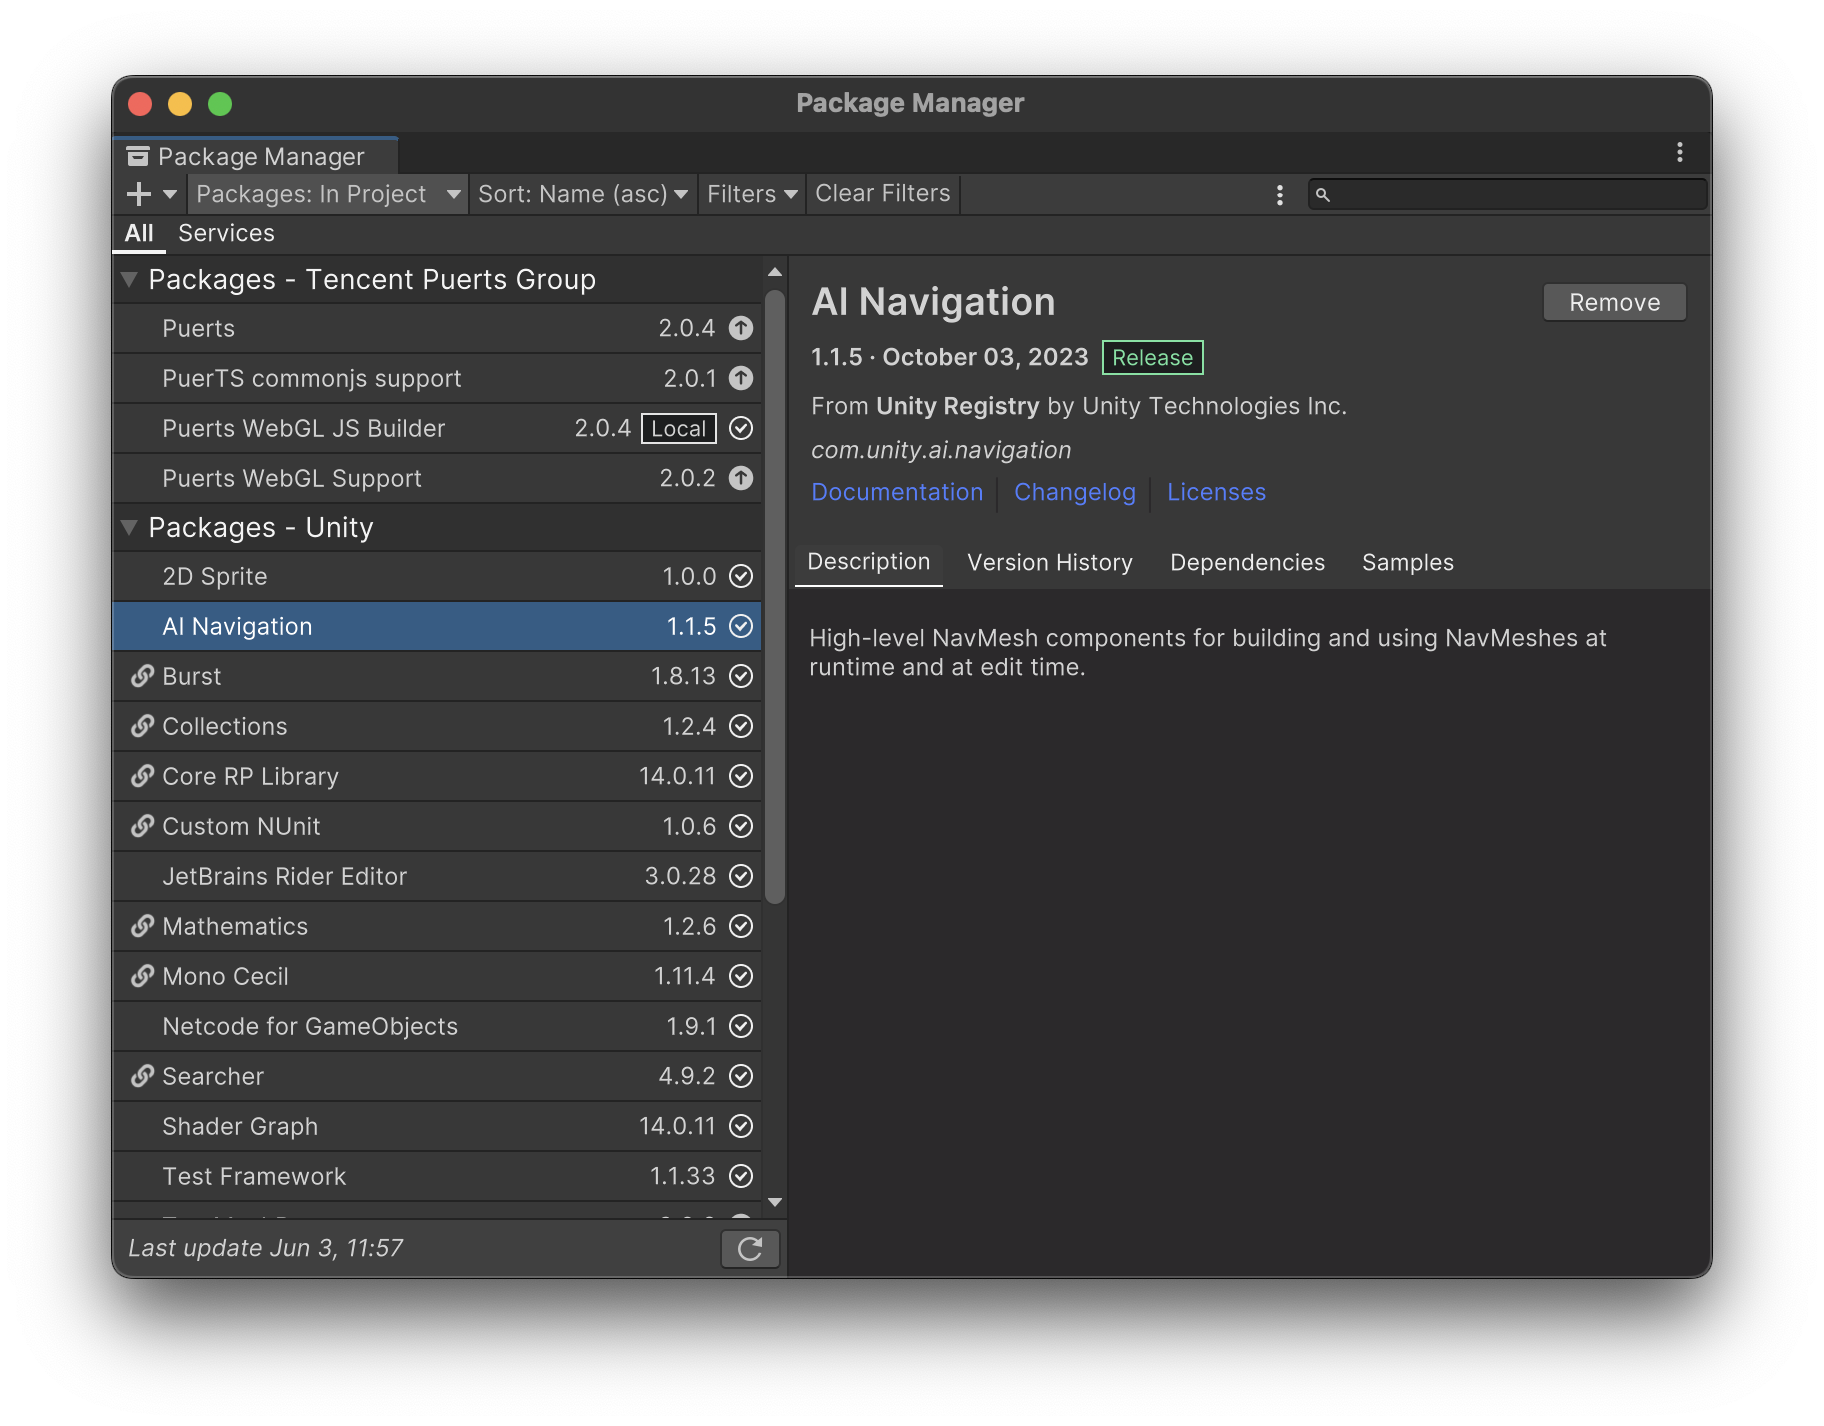 Package Manager
Package Manager
Packages: In Project Sort: Name (asc) Filters Clear Filters
All Services
Packages - Tencent Puerts Group
Puerts 2.0.4
PuerTS commonjs support 2.0.1
Puerts WebGL JS Builder 2.0.4 Local
Puerts WebGL Support 2.0.2
Packages - Unity
2D Sprite 1.0.0
AI Navigation 1.1.5
Burst 1.8.13
Collections 1.2.4
Core RP Library 14.0.11
Custom NUnit 1.0.6
JetBrains Rider Editor 3.0.28
Mathematics 1.2.6
Mono Cecil 1.11.4
Netcode for GameObjects 1.9.1
Searcher 4.9.2
Shader Graph 14.0.11
Test Framework 1.1.33
Last update Jun 3, 11:57
AI Navigation
Remove
1.1.5 · October 03, 2023 Release
From Unity Registry by Unity Technologies Inc.
com.unity.ai.navigation
Documentation Changelog Licenses
Description Version History Dependencies Samples
High-level NavMesh components for building and using NavMeshes at
runtime and at edit time.